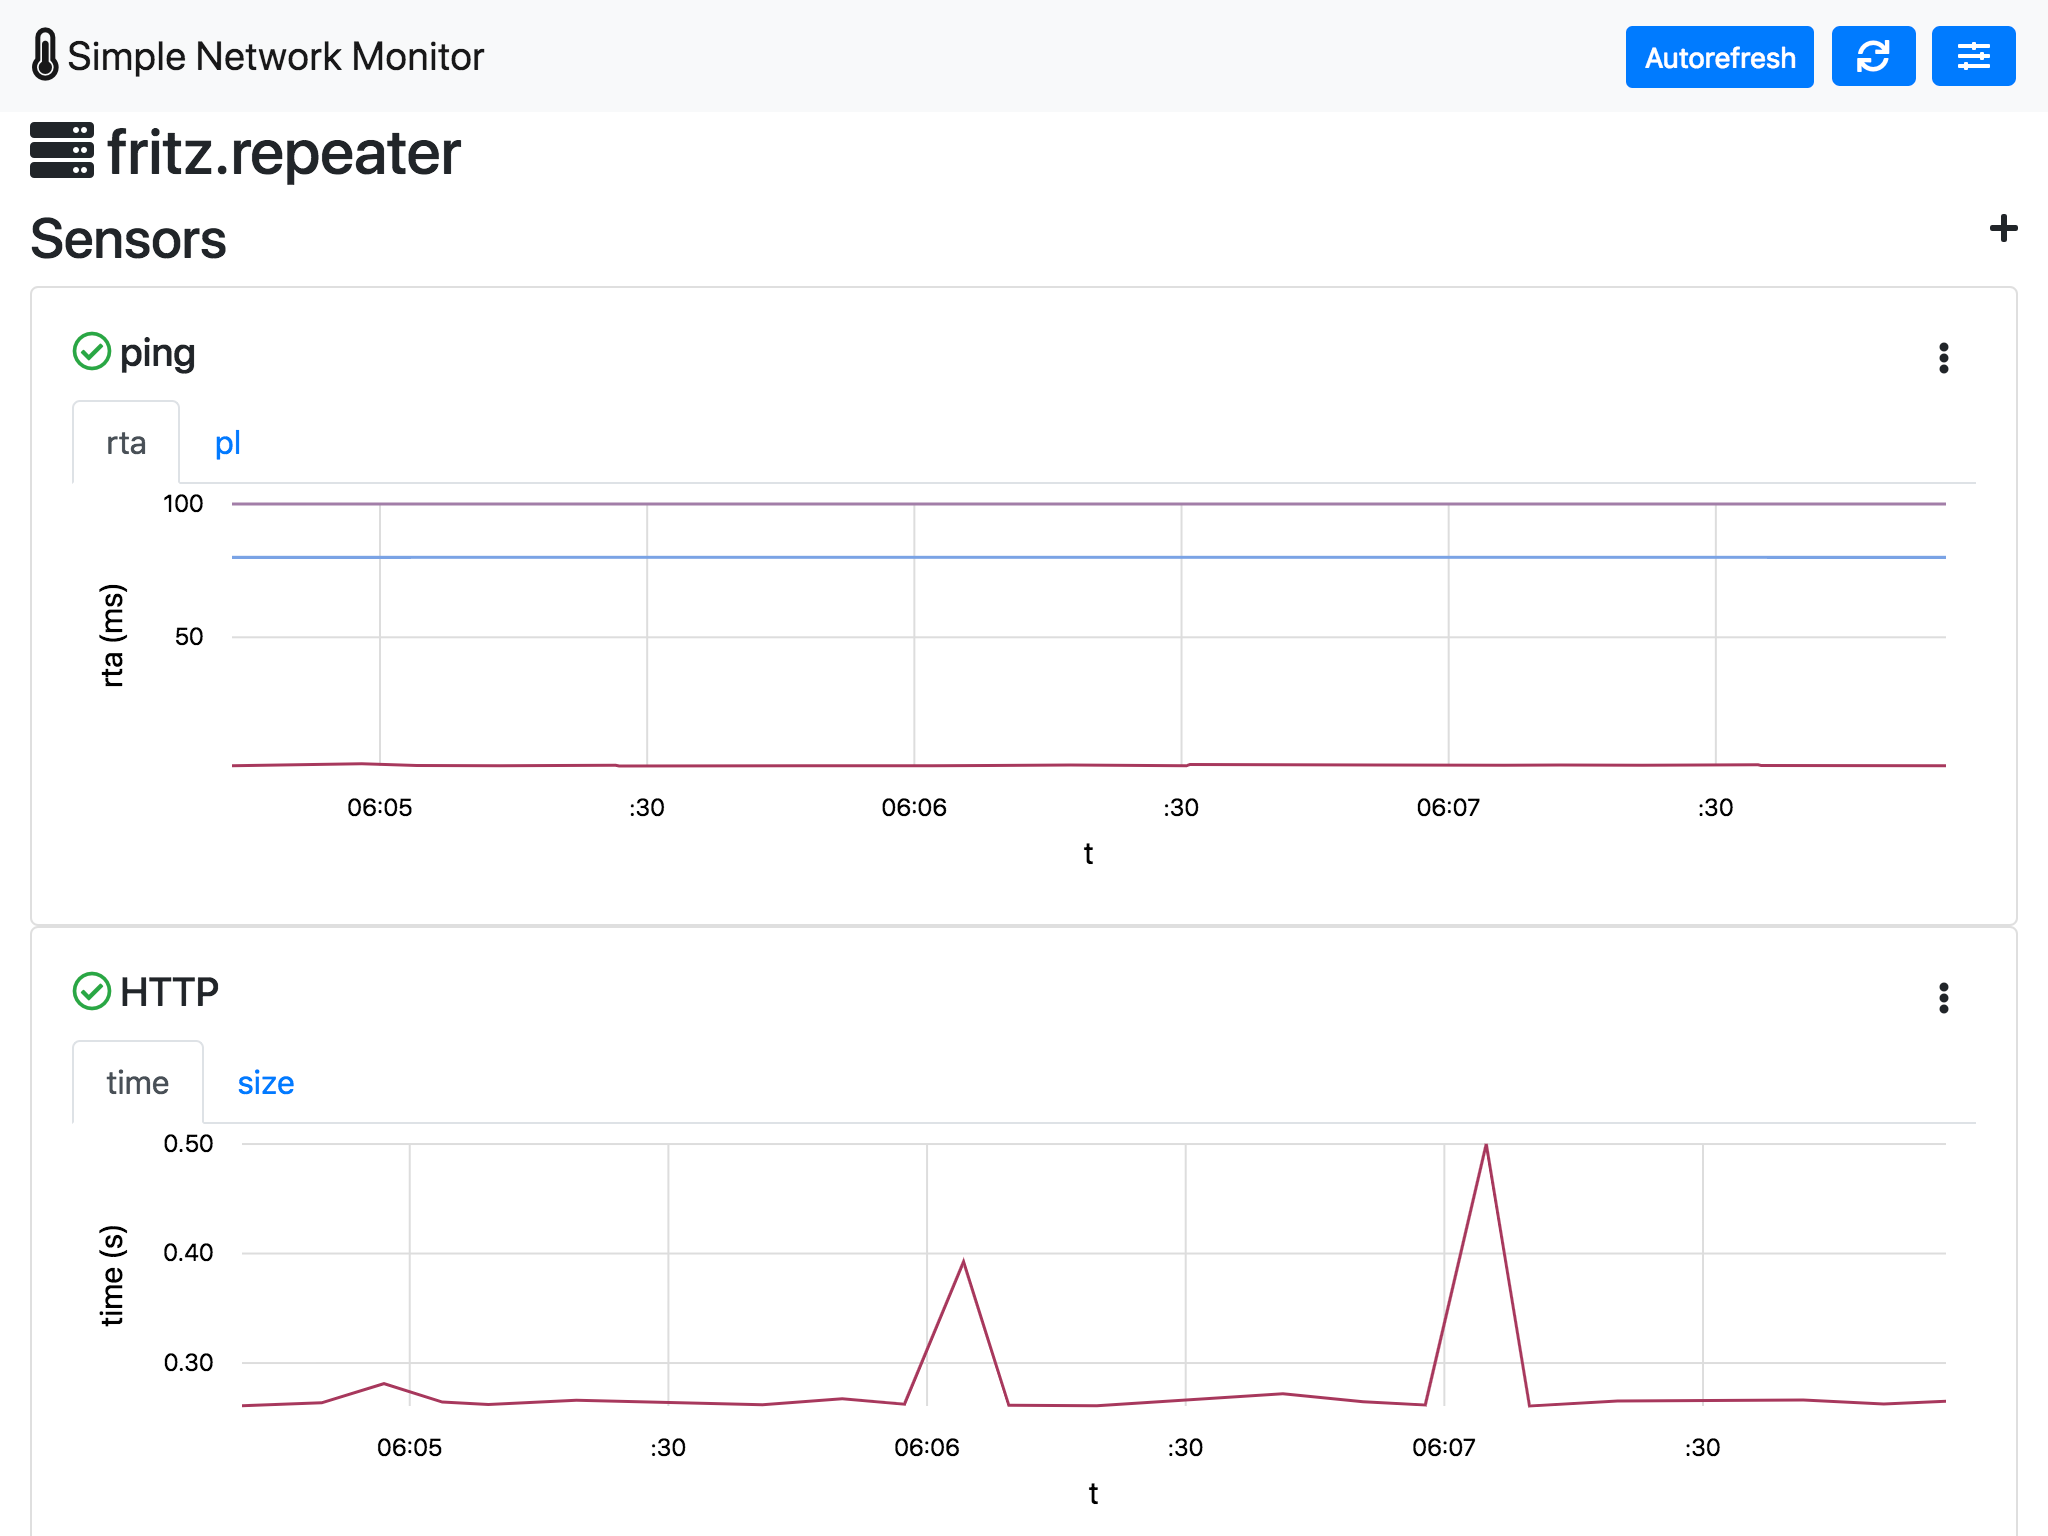 Simple Network Monitor
Autorefresh
fritz.repeater
Sensors
ping
rta pl
100
50
rta (ms)
06:05 :30 06:06 :30 06:07 :30
t
HTTP
time size
0.50
0.40
0.30
time (s)
06:05 :30 06:06 :30 06:07 :30
t